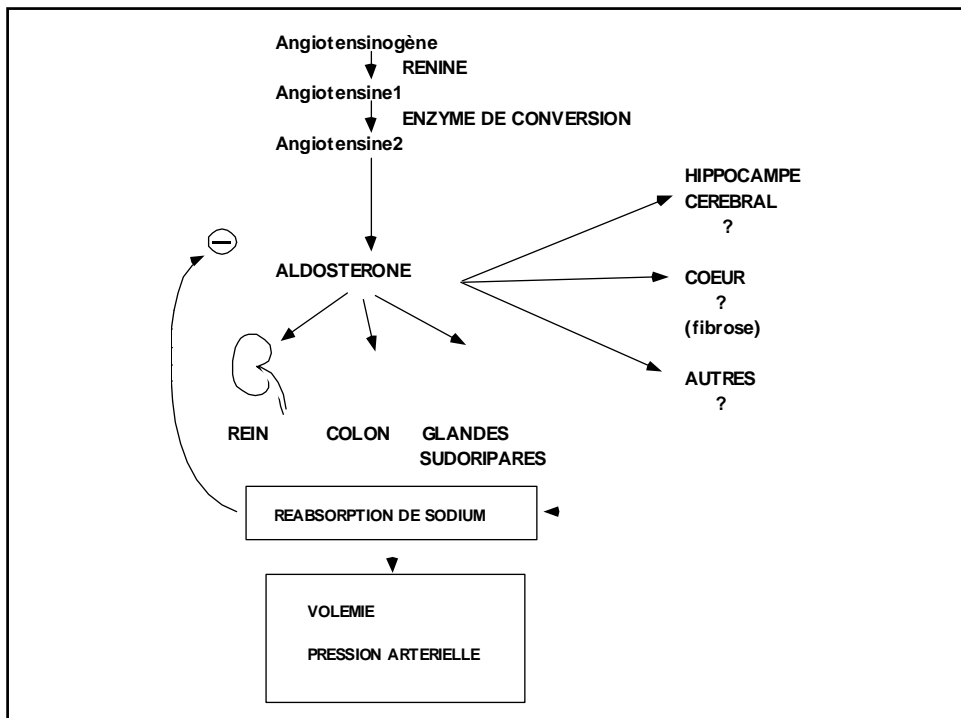 Angiotensinogène
RENINE
Angiotensine1
ENZYME DE CONVERSION
Angiotensine2
HIPPOCAMPE
CEREBRAL
?
ALDOSTERONE
COEUR
?
(fibrose)
AUTRES
?
REIN
COLON
GLANDES
SUDORIPARES
REABSORPTION DE SODIUM
VOLEMIE
PRESSION ARTERIELLE